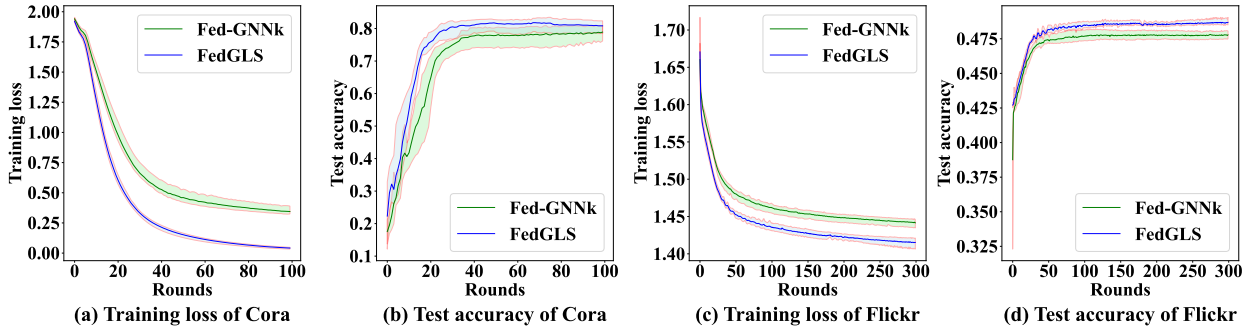 Training loss
2.00
1.75
1.50
1.25
1.00
0.75
0.50
0.25
0.00
Fed-GNNk
FedGLS
0 20 40 60 80 100
Rounds
(a) Training loss of Cora
Test accuracy
0.8
0.7
0.6
0.5
0.4
0.3
0.2
0.1
Fed-GNNk
FedGLS
0 20 40 60 80 100
Rounds
(b) Test accuracy of Cora
Training loss
1.70
1.65
1.60
1.55
1.50
1.45
1.40
Fed-GNNk
FedGLS
0 50 100 150 200 250 300
Rounds
(c) Training loss of Flickr
Test accuracy
0.475
0.450
0.425
0.400
0.375
0.350
0.325
Fed-GNNk
FedGLS
0 50 100 150 200 250 300
Rounds
(d) Test accuracy of Flickr